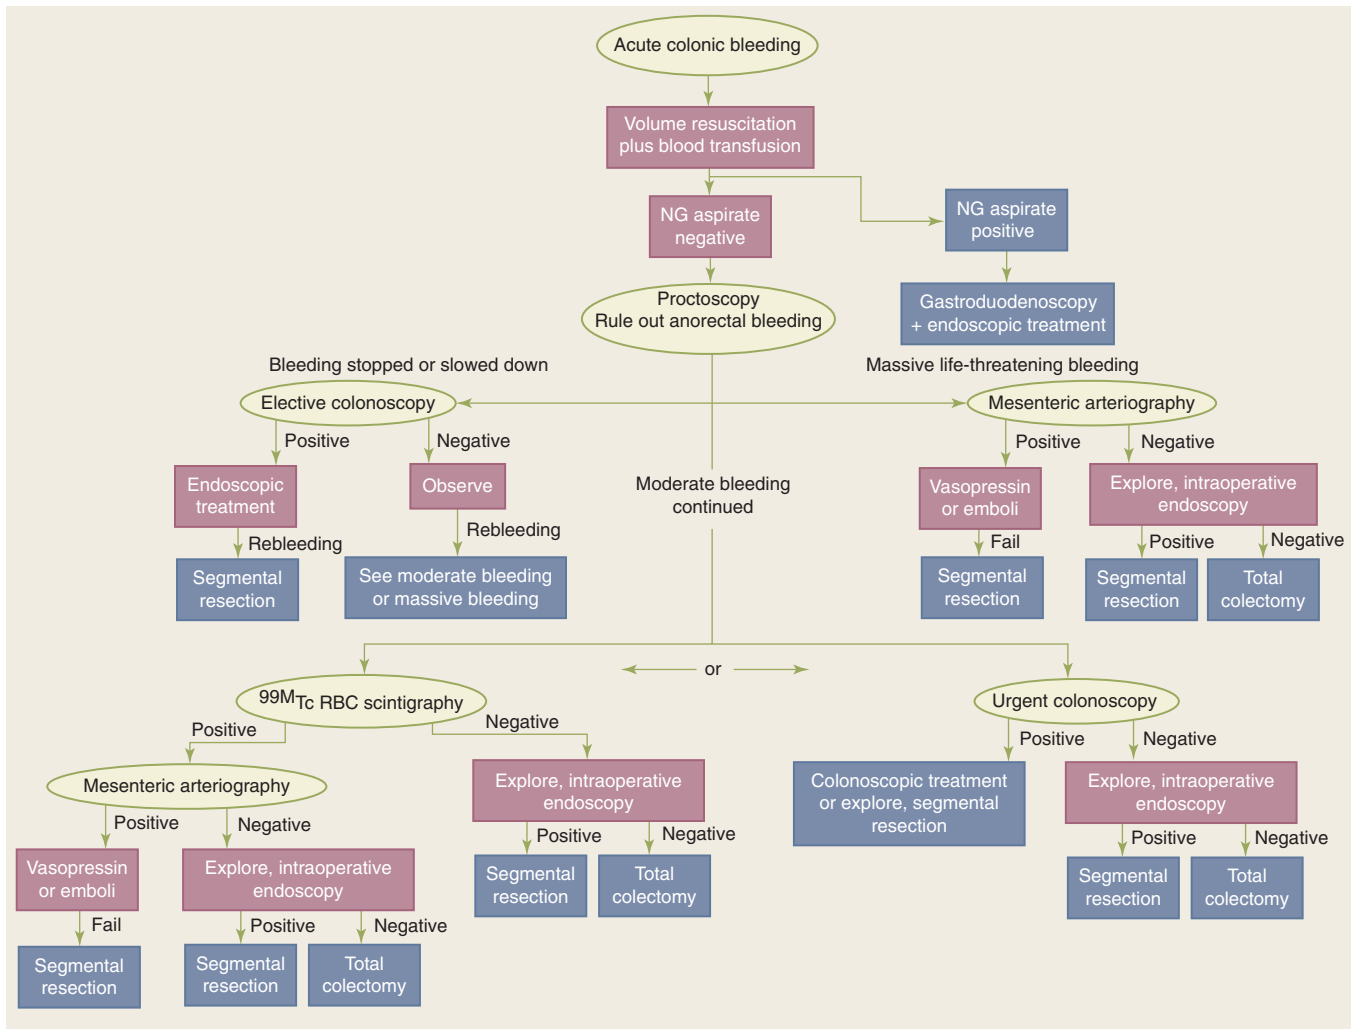 Acute colonic bleeding
Volume resuscitation
plus blood transfusion
NG aspirate
negative
NG aspirate
positive
Proctoscopy
Rule out anorectal bleeding
Gastroduodenoscopy
+ endoscopic treatment
Bleeding stopped or slowed down
Elective colonoscopy
Positive
Negative
Endoscopic
treatment
Observe
Rebleeding
Rebleeding
Segmental
resection
See moderate bleeding
or massive bleeding
Moderate bleeding
continued
Massive life-threatening bleeding
Mesenteric arteriography
Positive
Negative
Vasopressin
or emboli
Explore, intraoperative
endoscopy
Fail
Positive
Negative
Segmental
resection
Segmental
resection
Total
colectomy
or
99MTc RBC scintigraphy
Positive
Negative
Mesenteric arteriography
Explore, intraoperative
endoscopy
Positive
Negative
Positive
Negative
Vasopressin
or emboli
Explore, intraoperative
endoscopy
Segmental
resection
Total
colectomy
Fail
Positive
Negative
Segmental
resection
Segmental
resection
Total
colectomy
Urgent colonoscopy
Positive
Negative
Colonoscopic treatment
or explore, segmental
resection
Explore, intraoperative
endoscopy
Positive
Negative
Segmental
resection
Total
colectomy